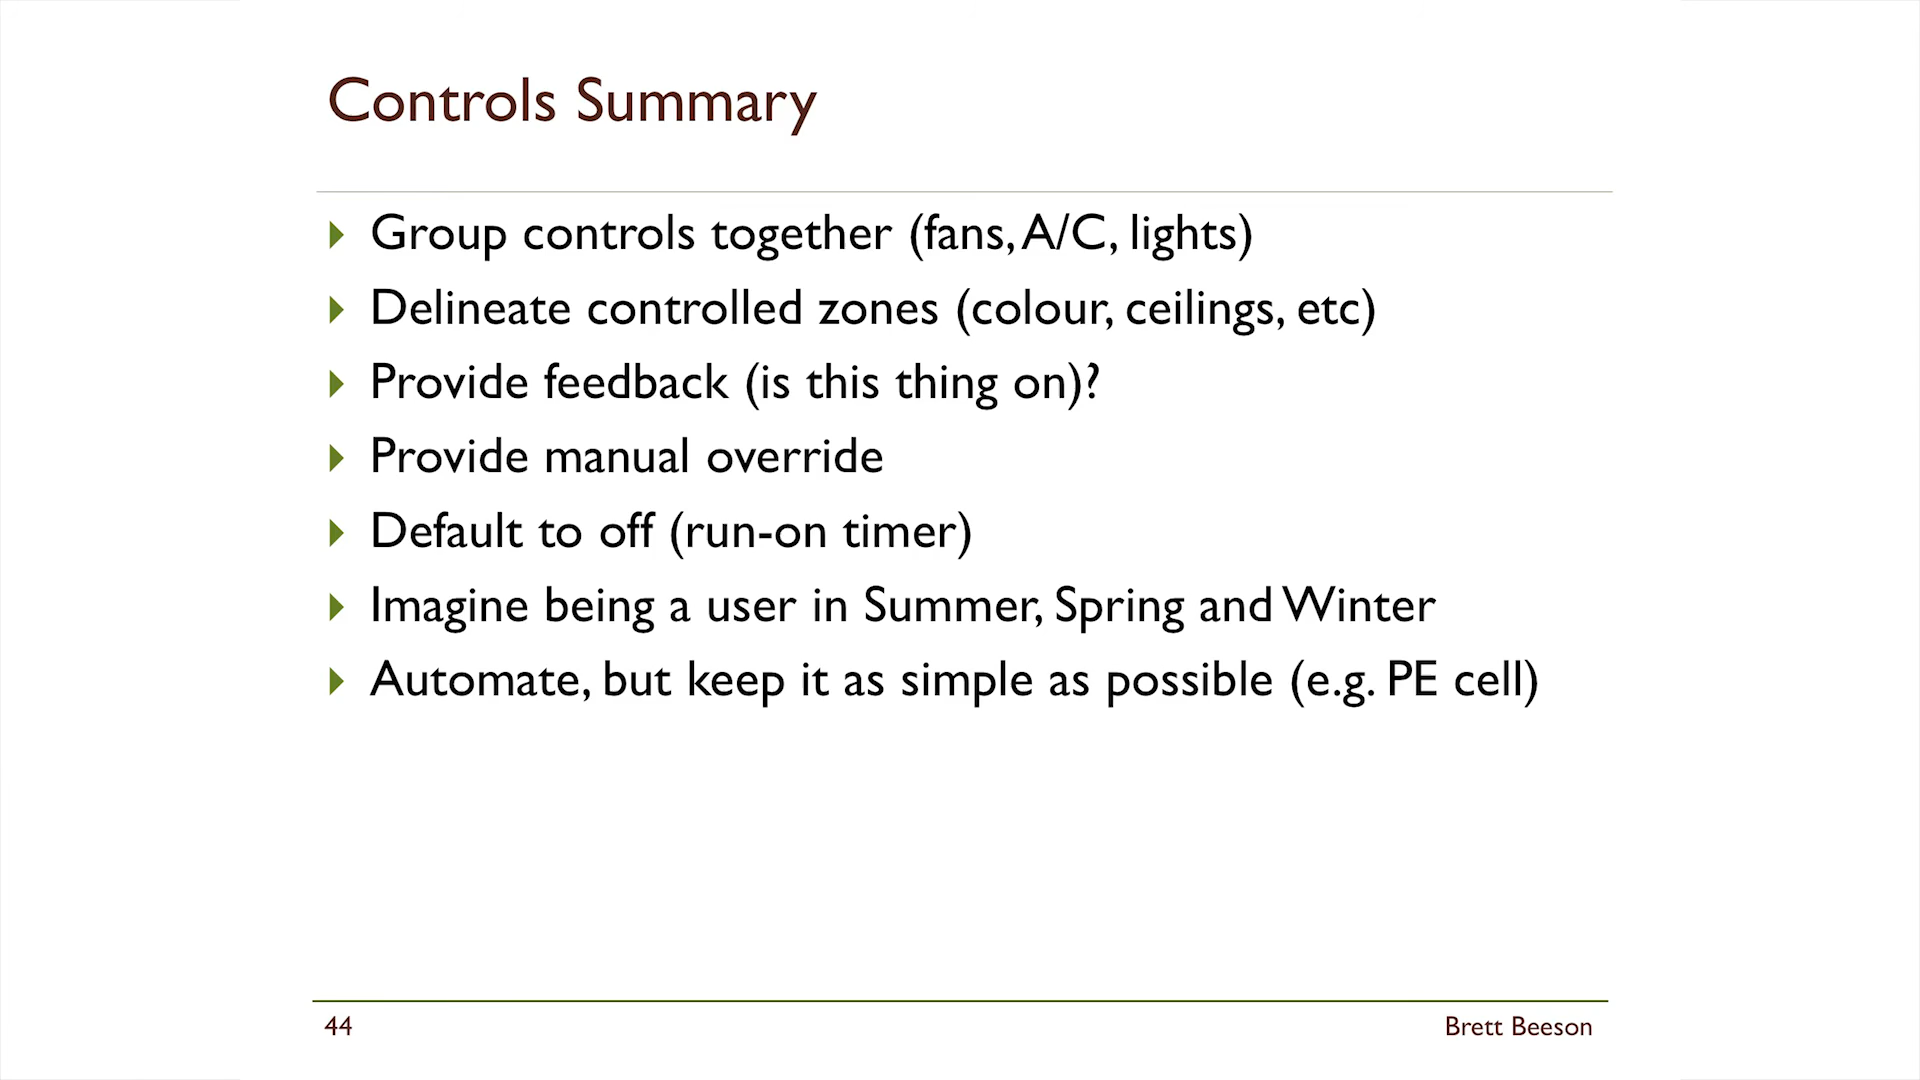 Controls Summary
Group controls together (fans, A/C, lights)
Delineate controlled zones (colour, ceilings, etc)
Provide feedback (is this thing on)?
Provide manual override
Default to off (run-on timer)
Imagine being a user in Summer, Spring and Winter
Automate, but keep it as simple as possible (e.g. PE cell)
44
Brett Beeson